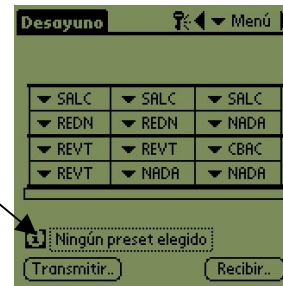 Desayuno Menú
SALC SALC SALC
REDN REDN NADA
REVT REVT CBAC
REVT NADA NADA
Ningún preset elegido
Transmitir.. Recibir..